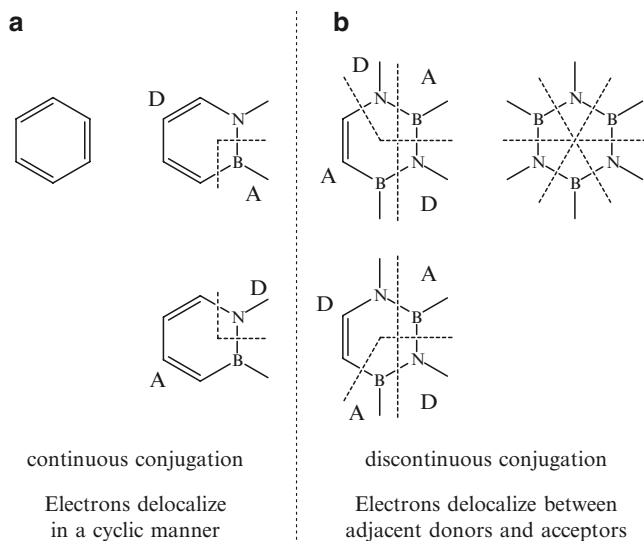 a
b
D
N
B
A
D
A
N
B
N
B
A
D
N
B
B
N
N
B
D
N
B
A
D
A
N
B
N
B
A
D
continuous conjugation
Electrons delocalize
in a cyclic manner
discontinuous conjugation
Electrons delocalize between
adjacent donors and acceptors